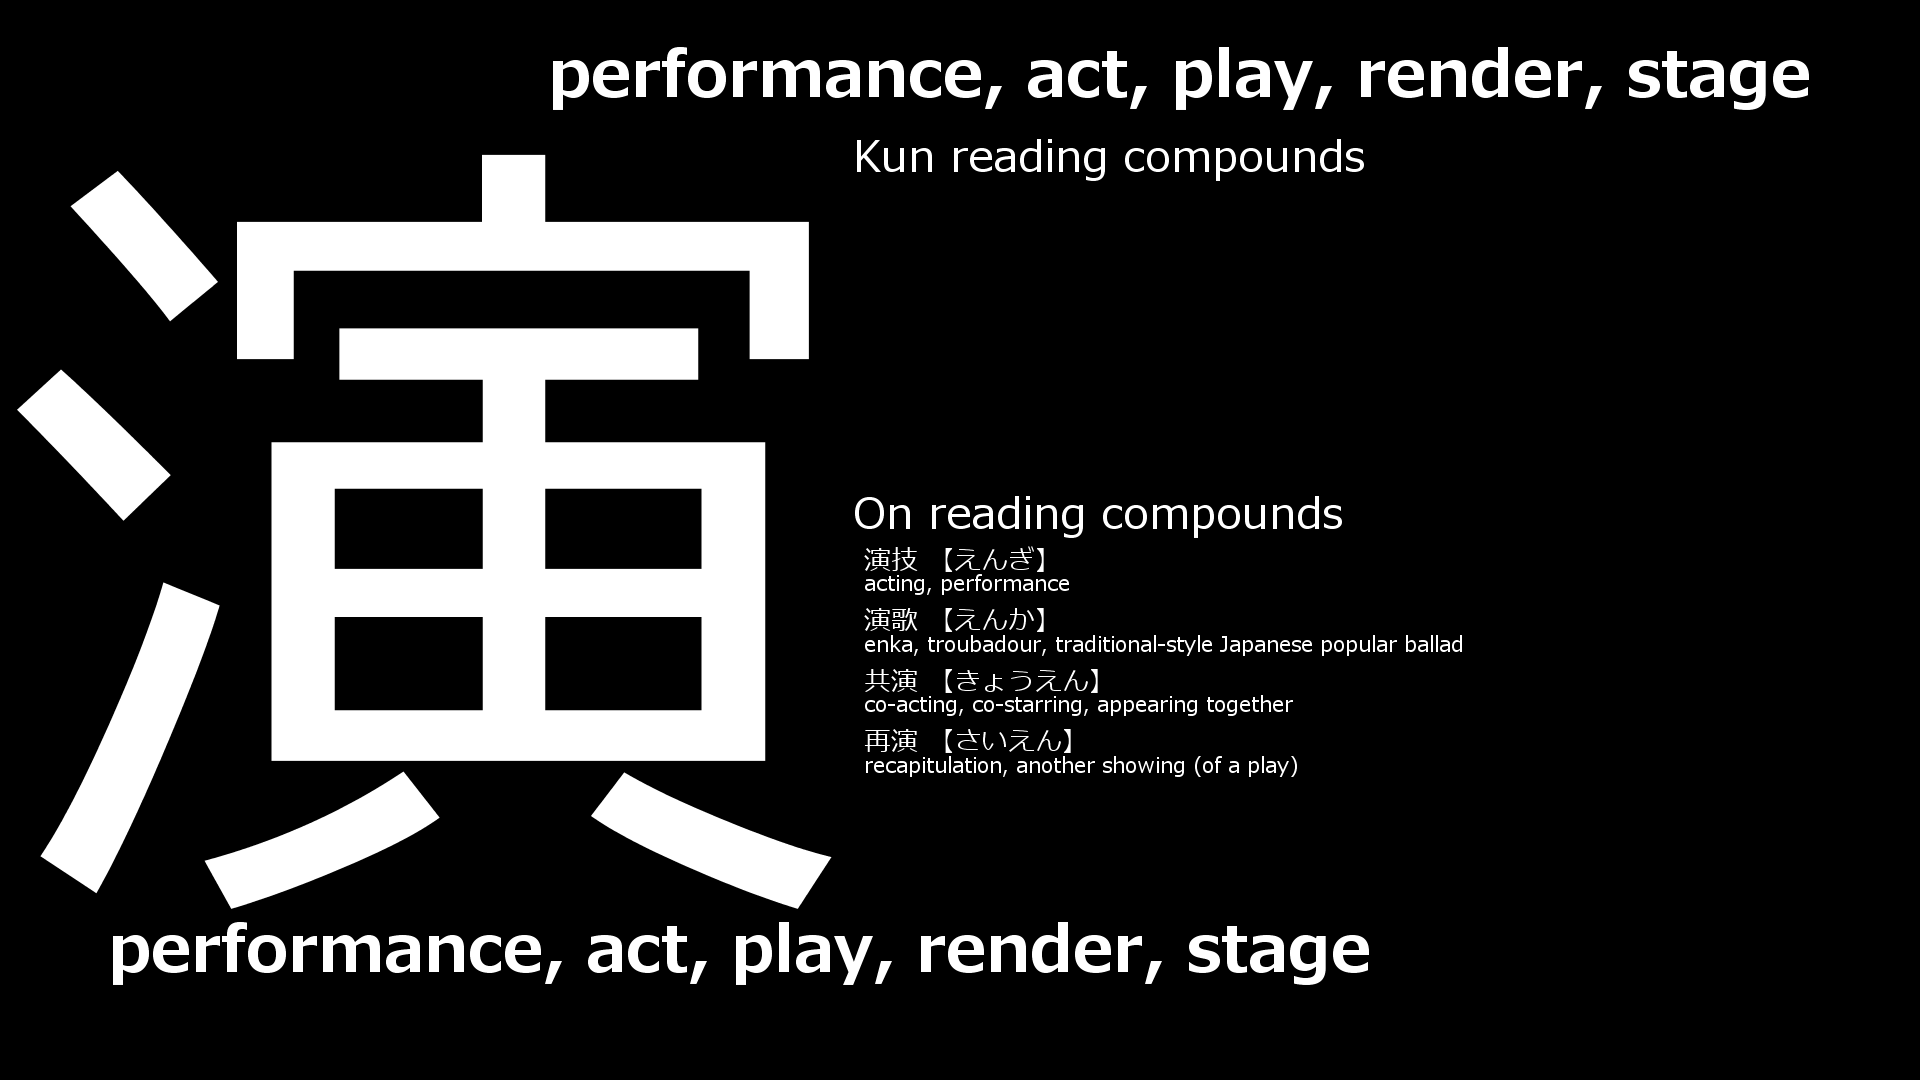 performance, act, play, render, stage
演
Kun reading compounds
On reading compounds
演技 【えんぎ】
acting, performance
演歌 【えんか】
enka, troubadour, traditional-style Japanese popular ballad
共演 【きょうえん】
co-acting, co-starring, appearing together
再演 【さいえん】
recapitulation, another showing (of a play)
performance, act, play, render, stage